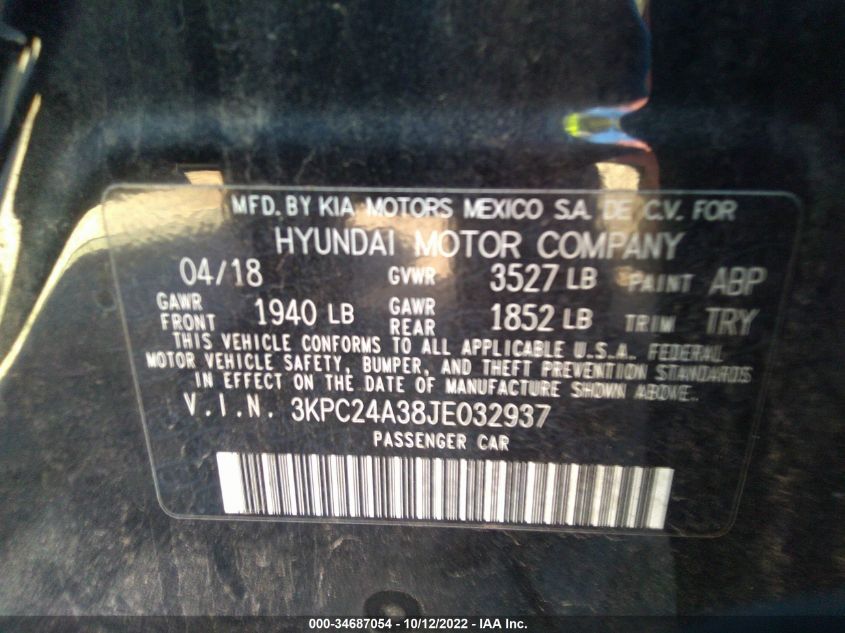 MFD. BY KIA MOTORS MEXICO S.A. DE C.V. FOR
HYUNDAI MOTOR COMPANY
04/18 GVWR 3527 LB PAINT ABP
GAWR FRONT 1940 LB GAWR REAR 1852 LB TRIM TRY
THIS VEHICLE CONFORMS TO ALL APPLICABLE U.S.A. FEDERAL
MOTOR VEHICLE SAFETY, BUMPER, AND THEFT PREVENTION STANDARDS
IN EFFECT ON THE DATE OF MANUFACTURE SHOWN ABOVE.
V.I.N. 3KPC24A38JE032937
PASSENGER CAR
000-34687054 - 10/12/2022 - IAA Inc.